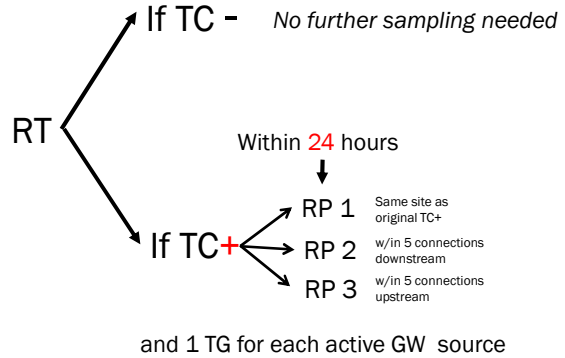 If TC -
No further sampling needed
RT
Within 24 hours
RP 1
Same site as
original TC+
If TC+
RP 2
w/in 5 connections
downstream
RP 3
w/in 5 connections
upstream
and 1 TG for each active GW source